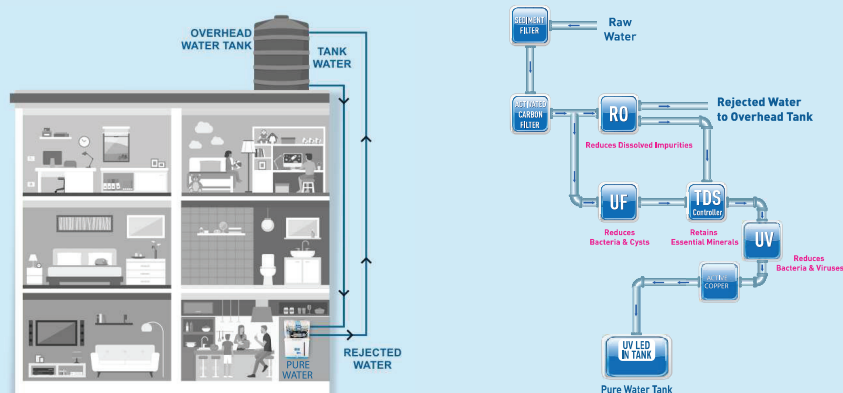 OVERHEAD
WATER TANK
TANK
WATER
PURE
WATER
REJECTED
WATER
SEDIMENT
FILTER
Raw
Water
ACTIVATED
CARBON
FILTER
RO
Rejected Water
to Overhead Tank
Reduces Dissolved Impurities
UF
Reduces
Bacteria & Cysts
TDS
Controller
Retains
Essential Minerals
UV
Reduces
Bacteria & Viruses
ACTIVE
COPPER
UV LED
IN TANK
Pure Water Tank